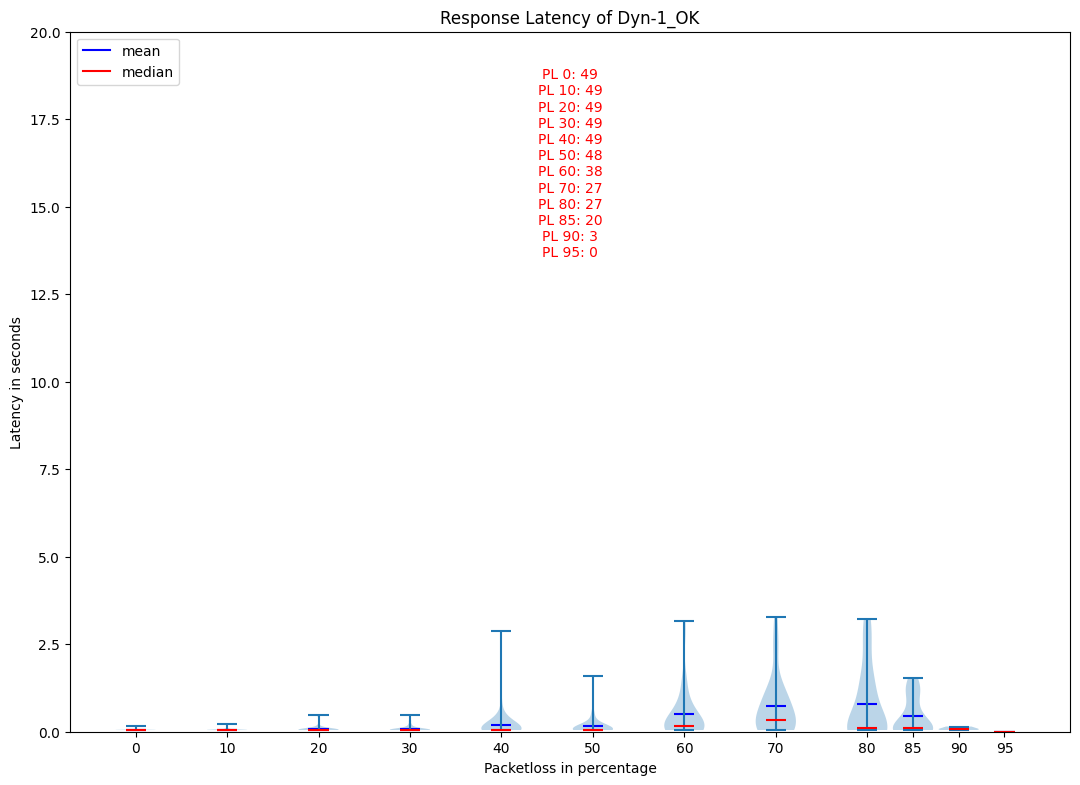 Response Latency of Dyn-1_OK
20.0
mean
median
PL 0: 49
PL 10: 49
PL 20: 49
PL 30: 49
PL 40: 49
PL 50: 48
PL 60: 38
PL 70: 27
PL 80: 27
PL 85: 20
PL 90: 3
PL 95: 0
17.5
15.0
12.5
10.0
7.5
5.0
2.5
0.0
Latency in seconds
0 10 20 30 40 50 60 70 80 85 90 95
Packetloss in percentage